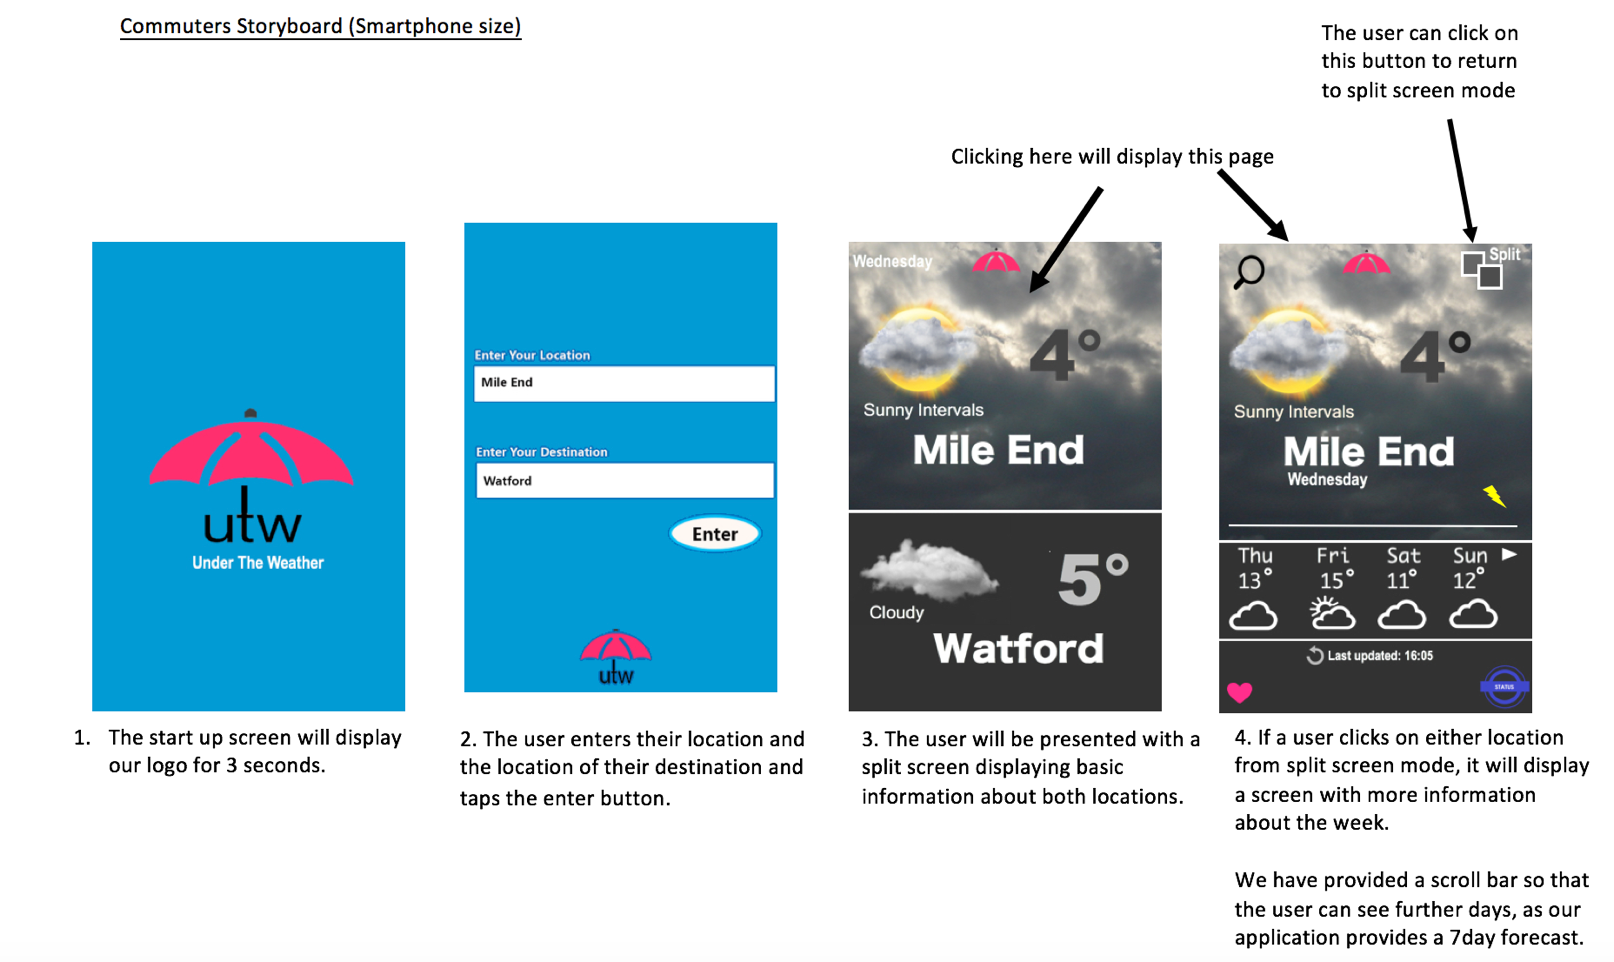 Commuters Storyboard (Smartphone size)
The user can click on
this button to return
to split screen mode
Clicking here will display this page
utw
Under The Weather
1. The start up screen will display
our logo for 3 seconds.
Enter Your Location
Mile End
Enter Your Destination
Watford
Enter
utw
2. The user enters their location and
the location of their destination and
taps the enter button.
Wednesday
4°
Sunny Intervals
Mile End
5°
Cloudy
Watford
3. The user will be presented with a
split screen displaying basic
information about both locations.
Split
4°
Sunny Intervals
Mile End
Wednesday
Thu Fri Sat Sun
13° 15° 11° 12°
Last updated: 16:05
STATUS
4. If a user clicks on either location
from split screen mode, it will display
a screen with more information
about the week.
We have provided a scroll bar so that
the user can see further days, as our
application provides a 7day forecast.